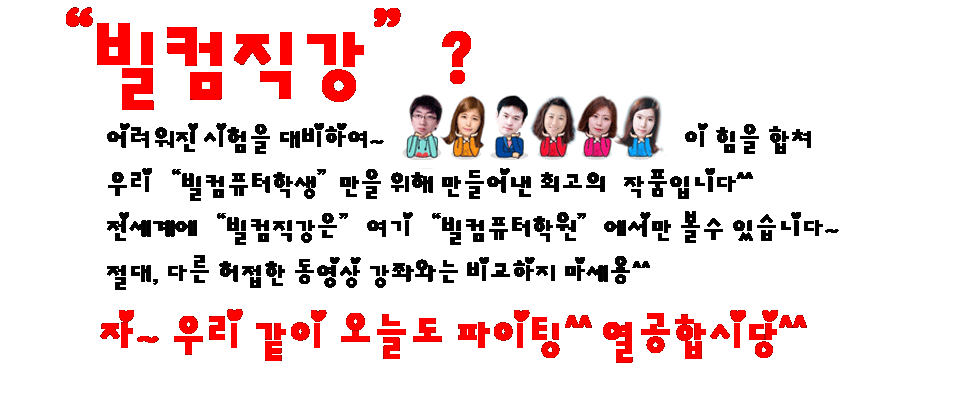 “빌컴직강” ?
어려워진 시험을 대비하여~ 이 힘을 합쳐
우리 “빌컴퓨터학생” 만을 위해 만들어낸 최고의 작품입니다^^
전세계에 “빌컴직강은” 여기 “빌컴퓨터학원” 에서만 볼수 있습니다~
절대, 다른 허접한 동영상 강좌와는 비교하지 마세용^^
자~ 우리 같이 오늘도 파이팅^^ 열공합시당^^